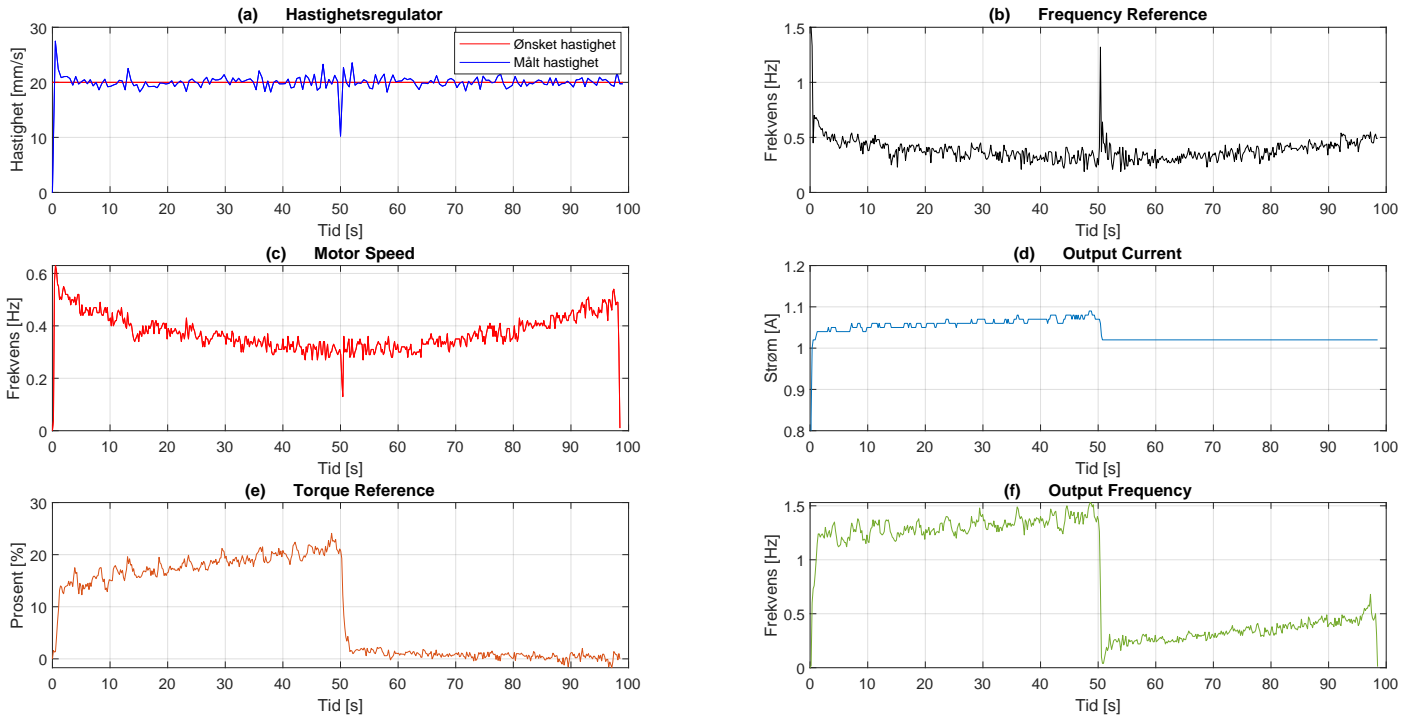 (a) Hastighetsregulator
30
20
10
0
Hastighet [mm/s]
Ønsket hastighet
Målt hastighet
0 10 20 30 40 50 60 70 80 90 100
Tid [s]
(b) Frequency Reference
1.5
1
0.5
0
Frekvens [Hz]
0 10 20 30 40 50 60 70 80 90 100
Tid [s]
(c) Motor Speed
0.6
0.4
0.2
0
Frekvens [Hz]
0 10 20 30 40 50 60 70 80 90 100
Tid [s]
(d) Output Current
1.2
1.1
1
0.9
0.8
Strøm [A]
0 10 20 30 40 50 60 70 80 90 100
Tid [s]
(e) Torque Reference
30
20
10
0
Prosent [%]
0 10 20 30 40 50 60 70 80 90 100
Tid [s]
(f) Output Frequency
1.5
1
0.5
0
Frekvens [Hz]
0 10 20 30 40 50 60 70 80 90 100
Tid [s]